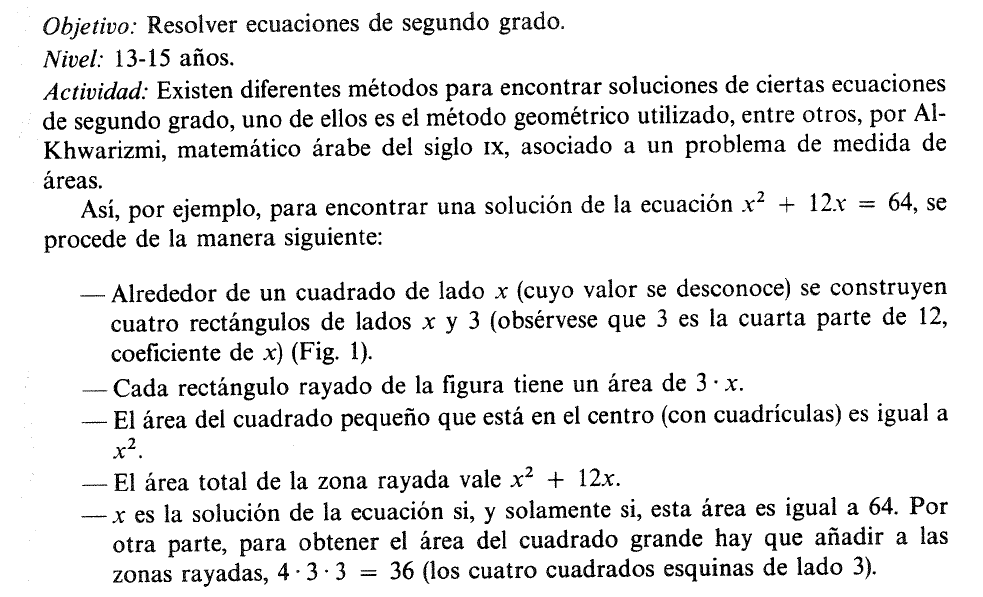 Objetivo: Resolver ecuaciones de segundo grado.
Nivel: 13-15 años.
Actividad: Existen diferentes métodos para encontrar soluciones de ciertas ecuaciones
de segundo grado, uno de ellos es el método geométrico utilizado, entre otros, por Al-
Khwarizmi, matemático árabe del siglo IX, asociado a un problema de medida de
áreas.
Así, por ejemplo, para encontrar una solución de la ecuación x² + 12x = 64, se
procede de la manera siguiente:
— Alrededor de un cuadrado de lado x (cuyo valor se desconoce) se construyen
cuatro rectángulos de lados x y 3 (obsérvese que 3 es la cuarta parte de 12,
coeficiente de x) (Fig. 1).
— Cada rectángulo rayado de la figura tiene un área de 3 · x.
— El área del cuadrado pequeño que está en el centro (con cuadrículas) es igual a
x².
— El área total de la zona rayada vale x² + 12x.
— x es la solución de la ecuación si, y solamente si, esta área es igual a 64. Por
otra parte, para obtener el área del cuadrado grande hay que añadir a las
zonas rayadas, 4 · 3 · 3 = 36 (los cuatro cuadrados esquinas de lado 3).